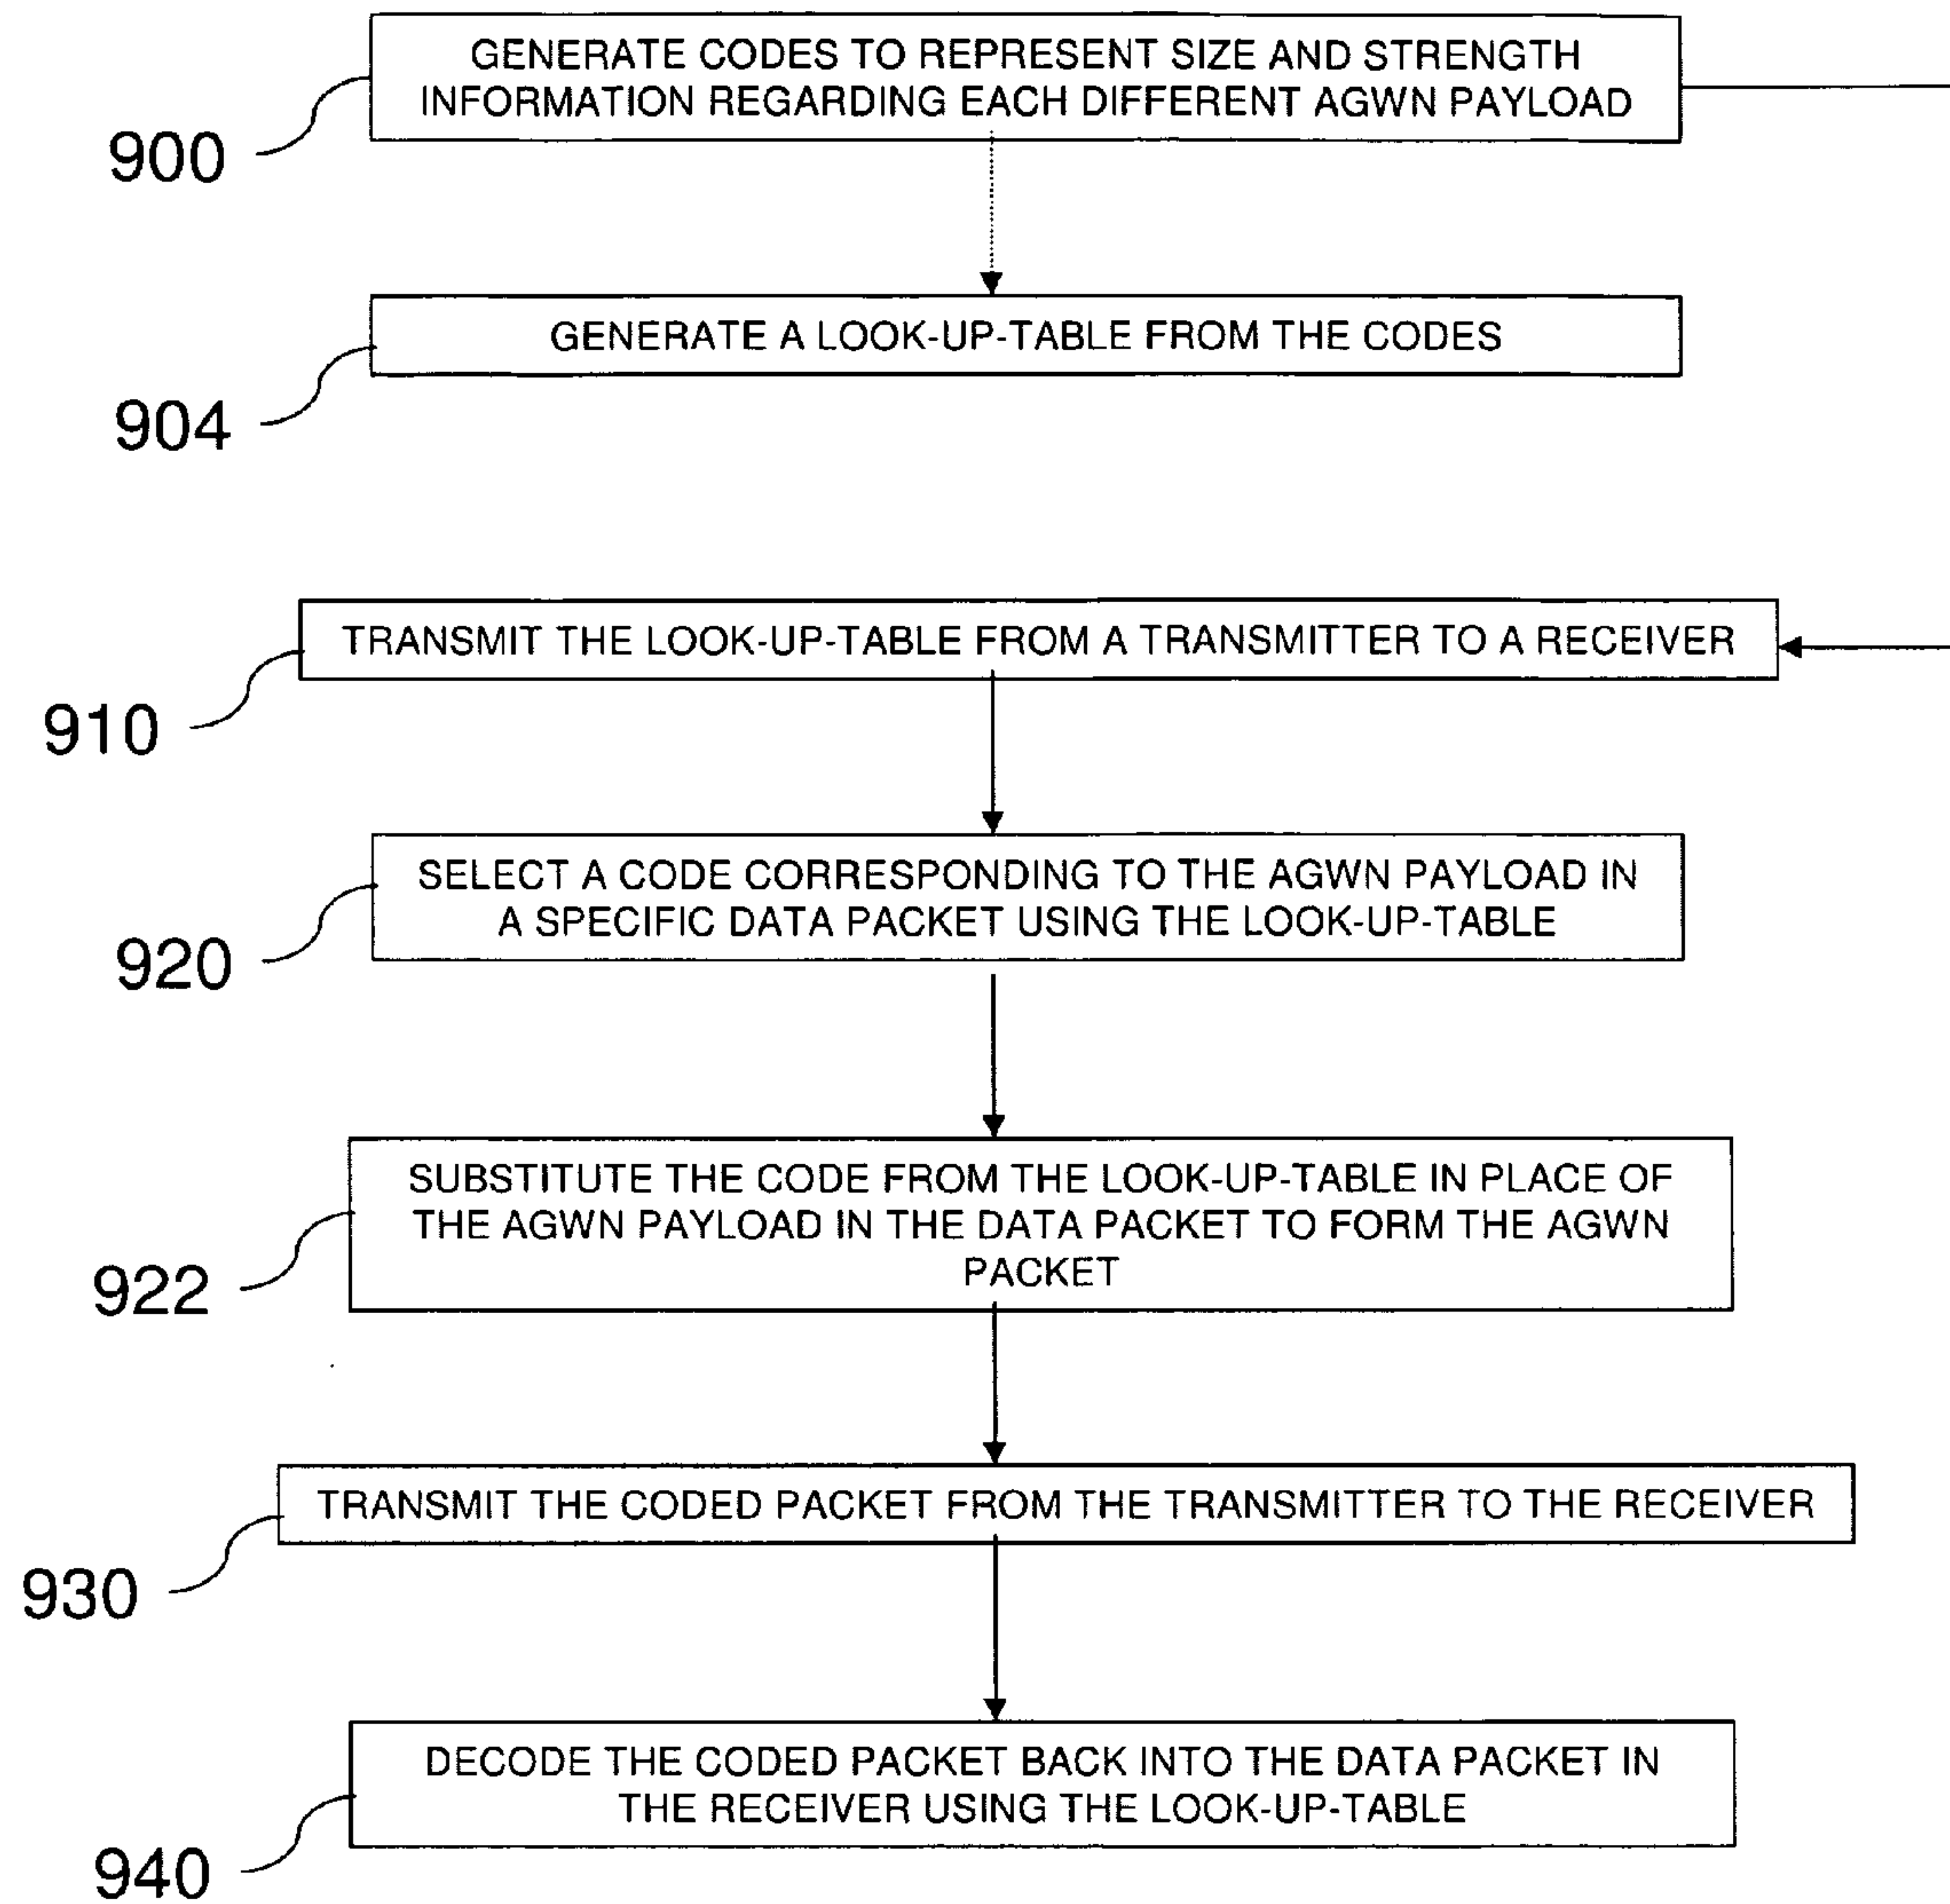 GENERATE CODES TO REPRESENT SIZE AND STRENGTH
INFORMATION REGARDING EACH DIFFERENT AGWN PAYLOAD
900
GENERATE A LOOK-UP-TABLE FROM THE CODES
904
TRANSMIT THE LOOK-UP-TABLE FROM A TRANSMITTER TO A RECEIVER
910
SELECT A CODE CORRESPONDING TO THE AGWN PAYLOAD IN
A SPECIFIC DATA PACKET USING THE LOOK-UP-TABLE
920
SUBSTITUTE THE CODE FROM THE LOOK-UP-TABLE IN PLACE OF
THE AGWN PAYLOAD IN THE DATA PACKET TO FORM THE AGWN
PACKET
922
TRANSMIT THE CODED PACKET FROM THE TRANSMITTER TO THE RECEIVER
930
DECODE THE CODED PACKET BACK INTO THE DATA PACKET IN
THE RECEIVER USING THE LOOK-UP-TABLE
940